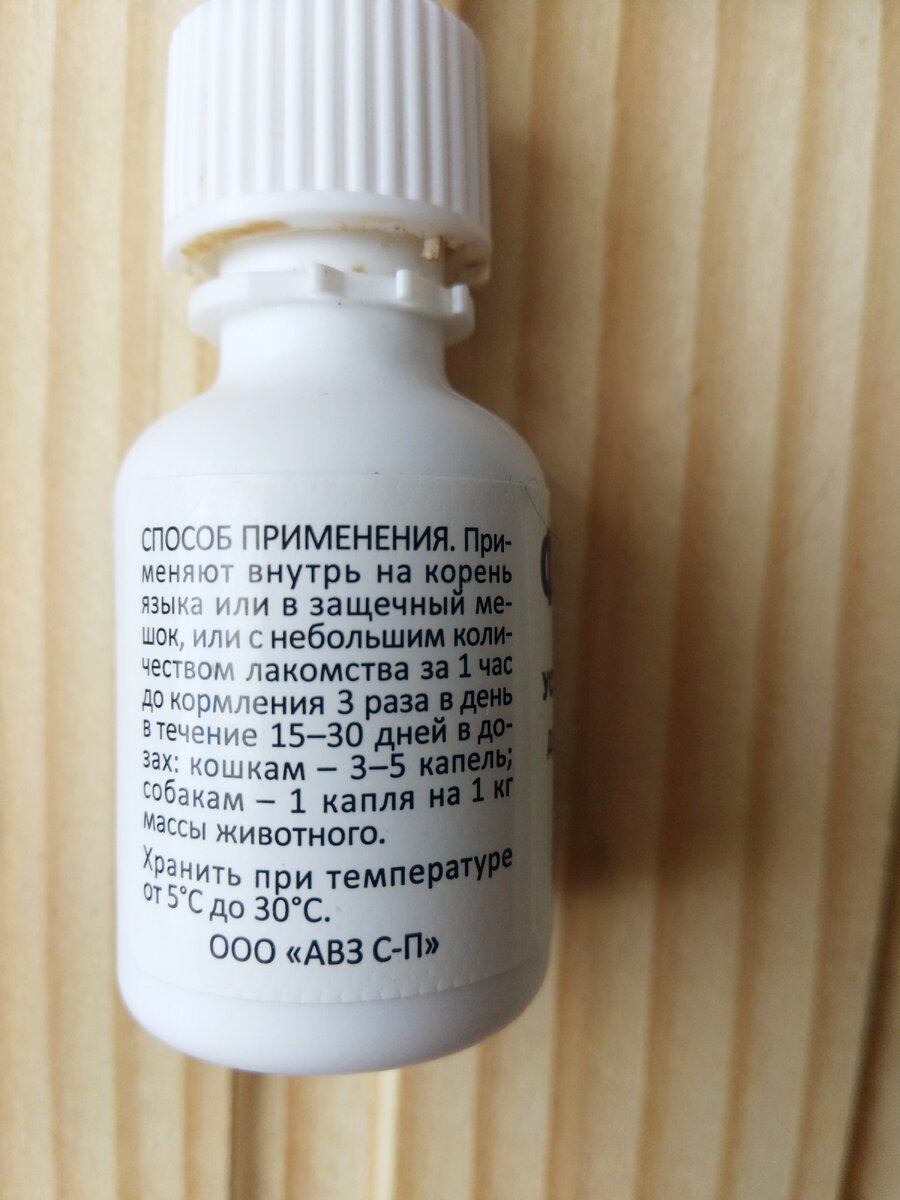 СПОСОБ ПРИМЕНЕНИЯ. При-
меняют внутрь на корень
языка или в защечный ме-
шок, или с небольшим коли-
чеством лакомства за 1 час
до кормления 3 раза в день
в течение 15–30 дней в до-
зах: кошкам – 3–5 капель;
собакам – 1 капля на 1 кг
массы животного.
Хранить при температуре
от 5°С до 30°С.
ООО «АВЗ С-П»